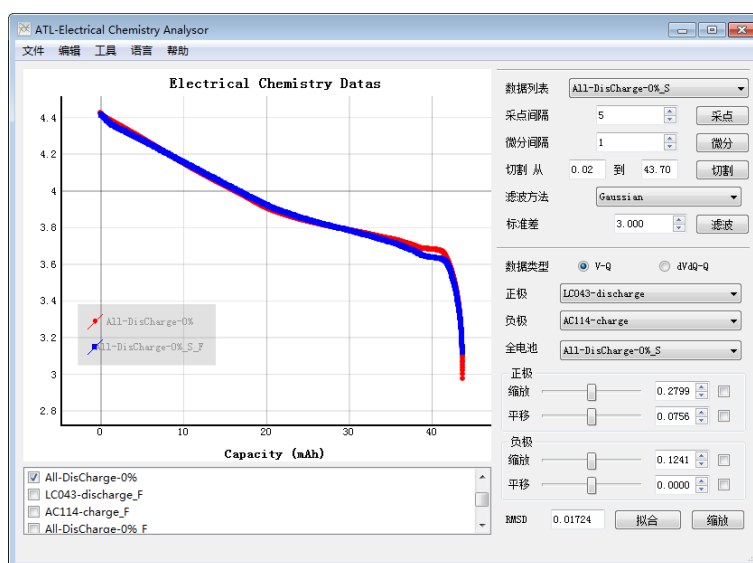 ATL-Electrical Chemistry Analysor
文件 编辑 工具 语言 帮助
Electrical Chemistry Datas
4.4
4.2
4
3.8
3.6
3.4
3.2
3
2.8
0 10 20 30 40
Capacity (mAh)
All-DisCharge-0%
All-DisCharge-0%_S_F
All-DisCharge-0%
LC043-discharge_F
AC114-charge_F
All-DisCharge-0%_F
数据列表 All-DisCharge-0%_S
采点间隔 5 采点
微分间隔 1 微分
切割 从 0.02 到 43.70 切割
滤波方法 Gaussian
标准差 3.000 滤波
数据类型 V-Q dVdQ-Q
正极 LC043-discharge
负极 AC114-charge
全电池 All-DisCharge-0%_S
正极
缩放 0.2799
平移 0.0756
负极
缩放 0.1241
平移 0.0000
RMSD 0.01724 拟合 缩放